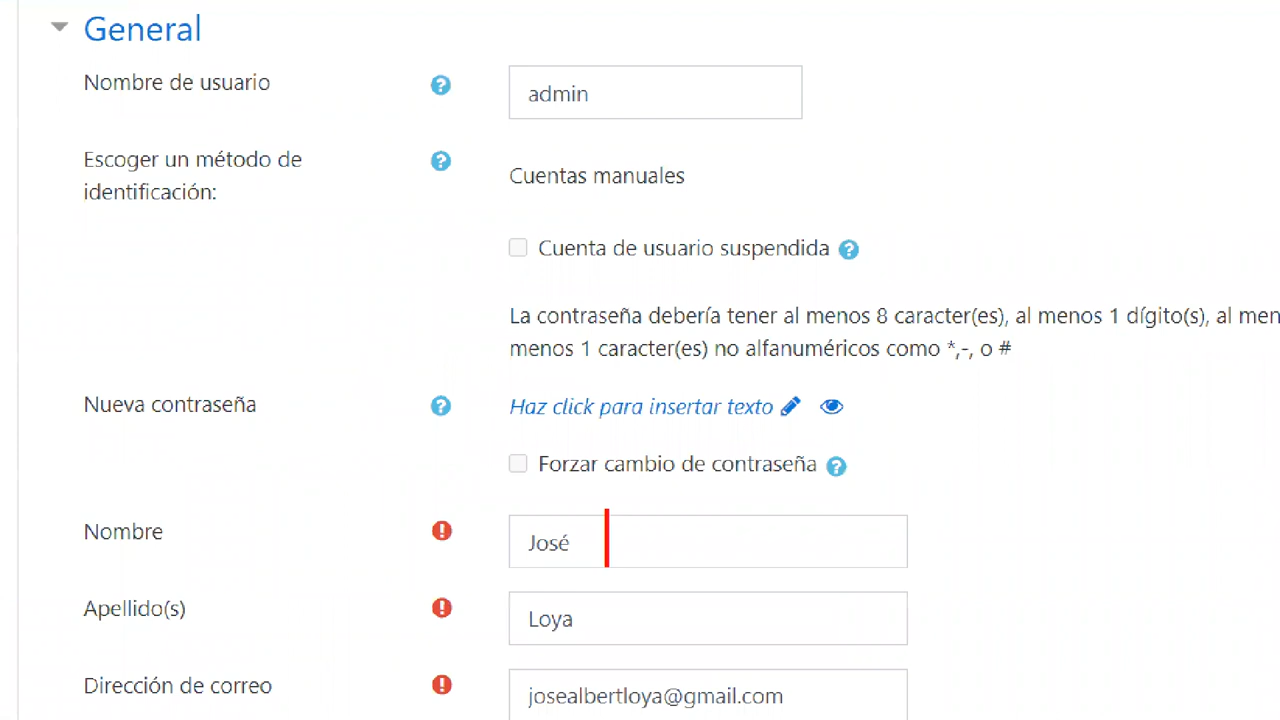 General
Nombre de usuario
admin
Escoger un método de
identificación:
Cuentas manuales
Cuenta de usuario suspendida
La contraseña debería tener al menos 8 caracter(es), al menos 1 dígito(s), al men
menos 1 caracter(es) no alfanuméricos como *,-, o #
Nueva contraseña
Haz click para insertar texto
Forzar cambio de contraseña
Nombre
José
Apellido(s)
Loya
Dirección de correo
josealbertloya@gmail.com